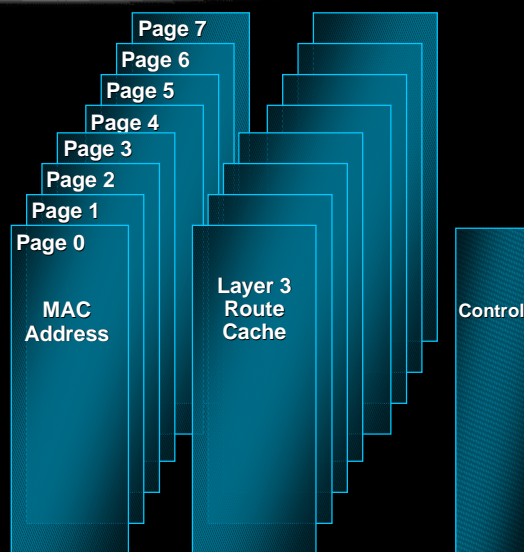 Page 7
Page 6
Page 5
Page 4
Page 3
Page 2
Page 1
Page 0
MAC
Address
Layer 3
Route
Cache
Control